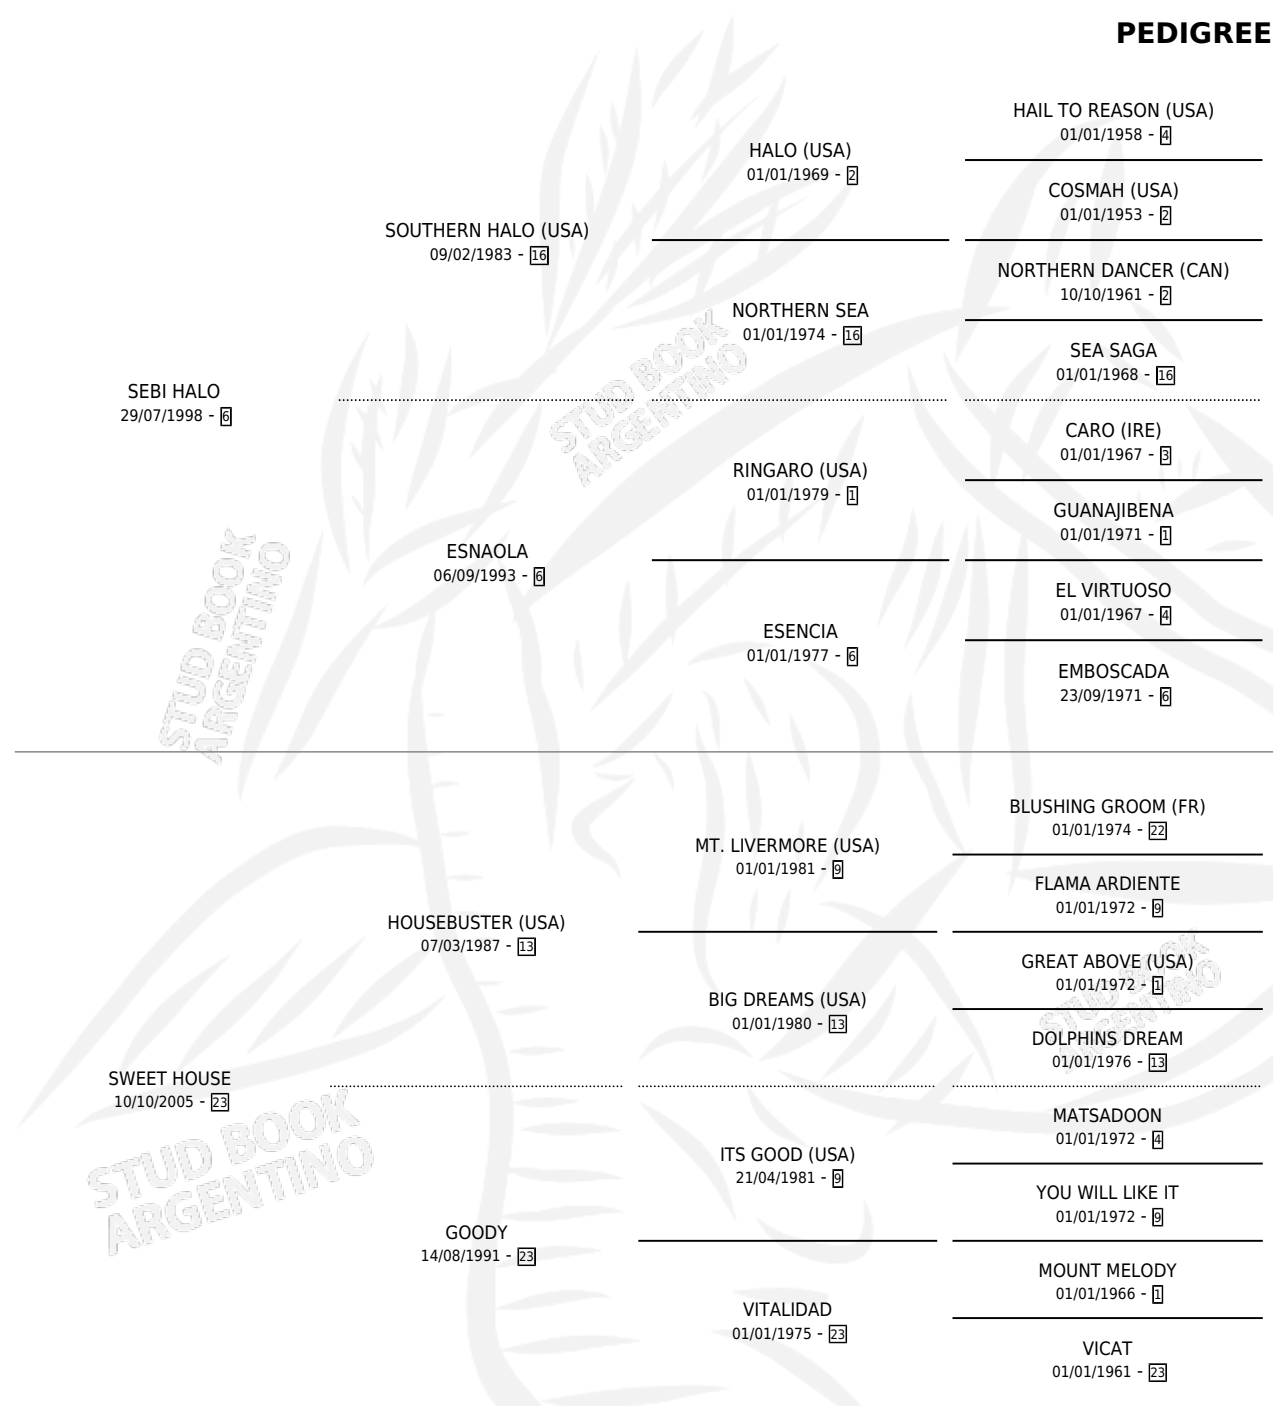 PEDIGREE
SEBI HALO
29/07/1998 - 6
SOUTHERN HALO (USA)
09/02/1983 - 16
ESNAOLA
06/09/1993 - 6
HALO (USA)
01/01/1969 - 2
NORTHERN SEA
01/01/1974 - 16
RINGARO (USA)
01/01/1979 - 1
ESENCIA
01/01/1977 - 6
HAIL TO REASON (USA)
01/01/1958 - 4
COSMAH (USA)
01/01/1953 - 2
NORTHERN DANCER (CAN)
10/10/1961 - 2
SEA SAGA
01/01/1968 - 16
CARO (IRE)
01/01/1967 - 3
GUANAJIBENA
01/01/1971 - 1
EL VIRTUOSO
01/01/1967 - 4
EMBOSCADA
23/09/1971 - 6
SWEET HOUSE
10/10/2005 - 23
HOUSEBUSTER (USA)
07/03/1987 - 13
GOODY
14/08/1991 - 23
MT. LIVERMORE (USA)
01/01/1981 - 9
BIG DREAMS (USA)
01/01/1980 - 13
ITS GOOD (USA)
21/04/1981 - 9
VITALIDAD
01/01/1975 - 23
BLUSHING GROOM (FR)
01/01/1974 - 22
FLAMA ARDIENTE
01/01/1972 - 9
GREAT ABOVE (USA)
01/01/1972 - 1
DOLPHINS DREAM
01/01/1976 - 13
MATSADOON
01/01/1972 - 4
YOU WILL LIKE IT
01/01/1972 - 9
MOUNT MELODY
01/01/1966 - 1
VICAT
01/01/1961 - 23
STUD BOOK
ARGENTINO
STUD BOOK
ARGENTINO
STUD BOOK
ARGENTINO
STUD BOOK
ARGENTINO